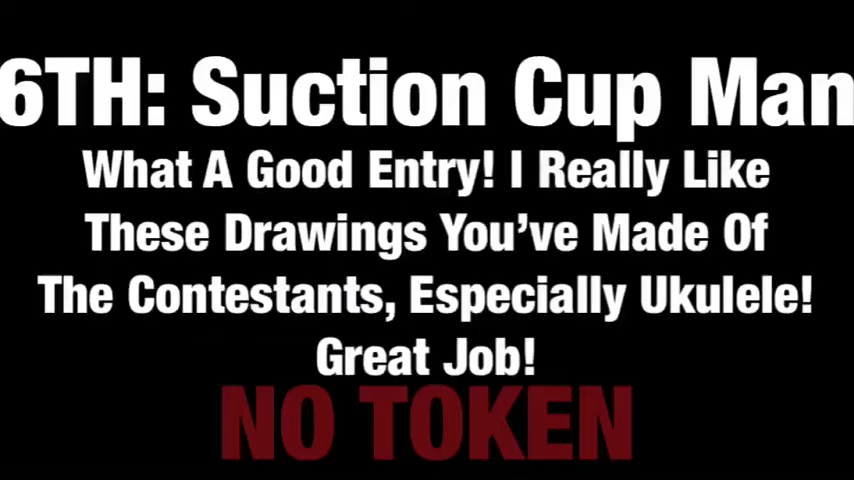 6TH: Suction Cup Man
What A Good Entry! I Really Like
These Drawings You’ve Made Of
The Contestants, Especially Ukulele!
Great Job!
NO TOKEN